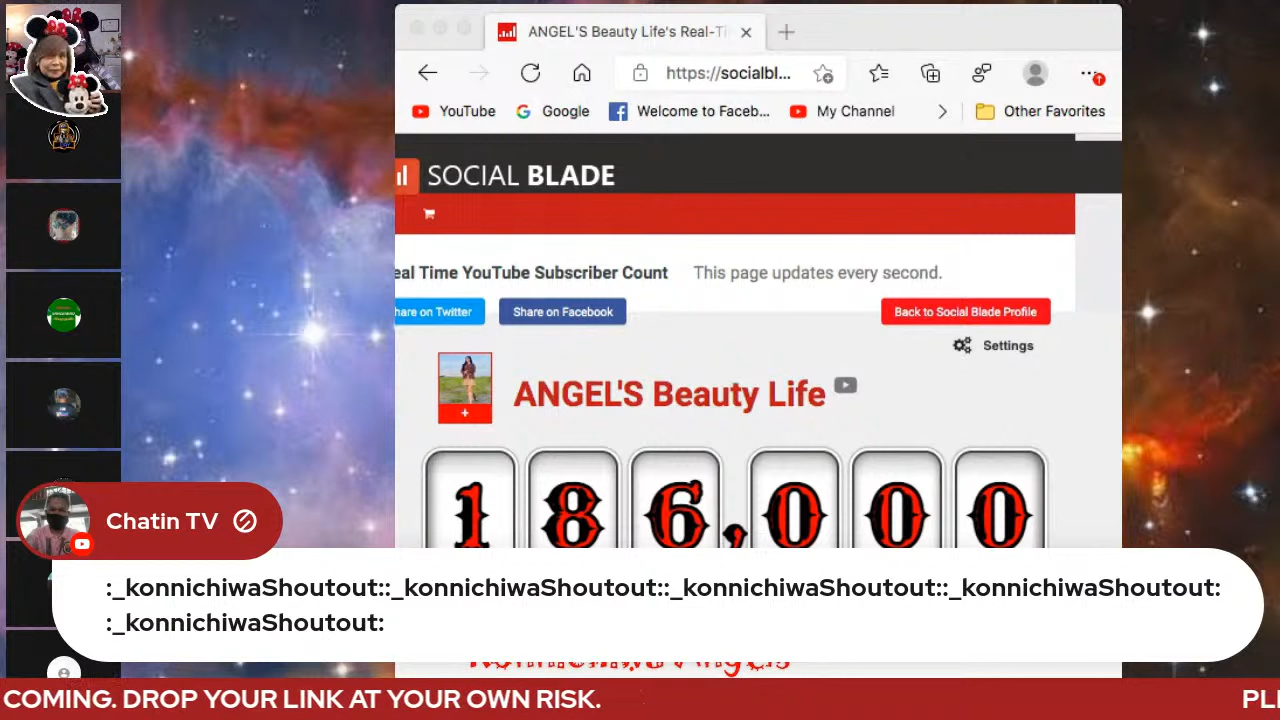 ANGEL'S Beauty Life's Real-Ti
https://socialbl...
YouTube
Google
Welcome to Faceb...
My Channel
Other Favorites
SOCIAL BLADE
eal Time YouTube Subscriber Count This page updates every second.
hare on Twitter
Share on Facebook
Back to Social Blade Profile
Settings
ANGEL'S Beauty Life
186,000
Chatin TV
:_konnichiwaShoutout::_konnichiwaShoutout::_konnichiwaShoutout::_konnichiwaShoutout:
:_konnichiwaShoutout:
COMING. DROP YOUR LINK AT YOUR OWN RISK.
PLE